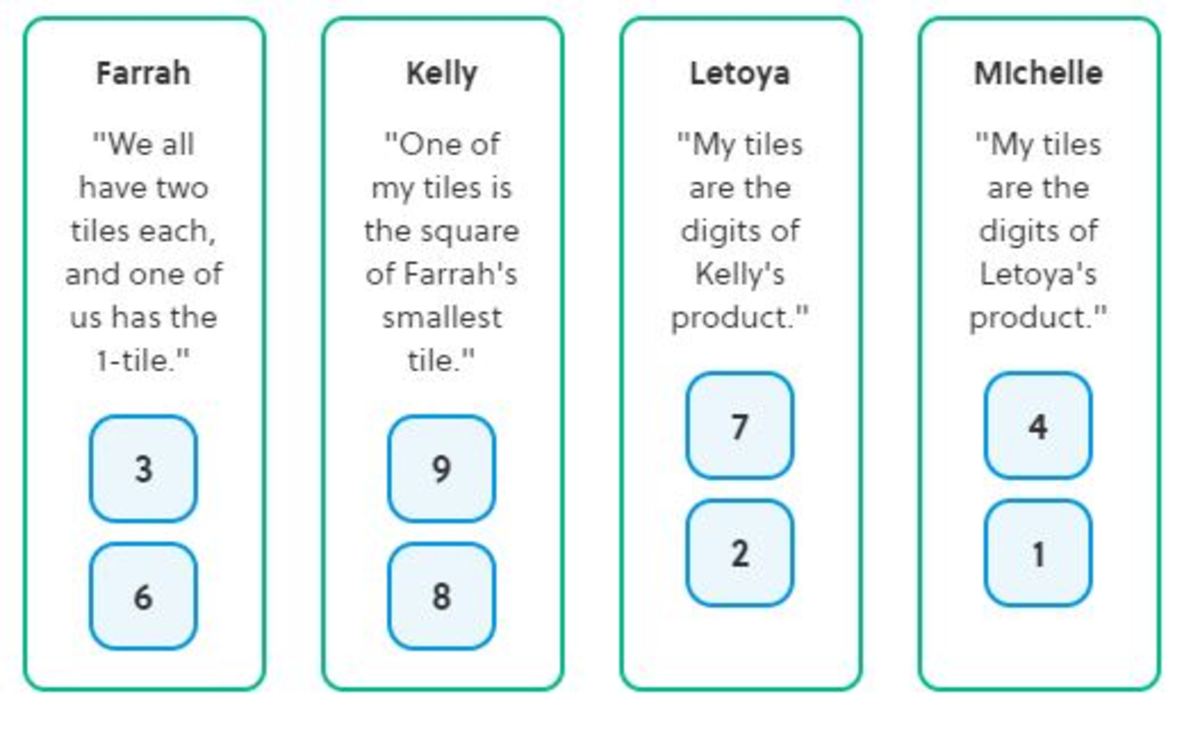 Farrah
"We all
have two
tiles each,
and one of
us has the
1-tile."
3
6
Kelly
"One of
my tiles is
the square
of Farrah's
smallest
tile."
9
8
Letoya
"My tiles
are the
digits of
Kelly's
product."
7
2
MIchelle
"My tiles
are the
digits of
Letoya's
product."
4
1